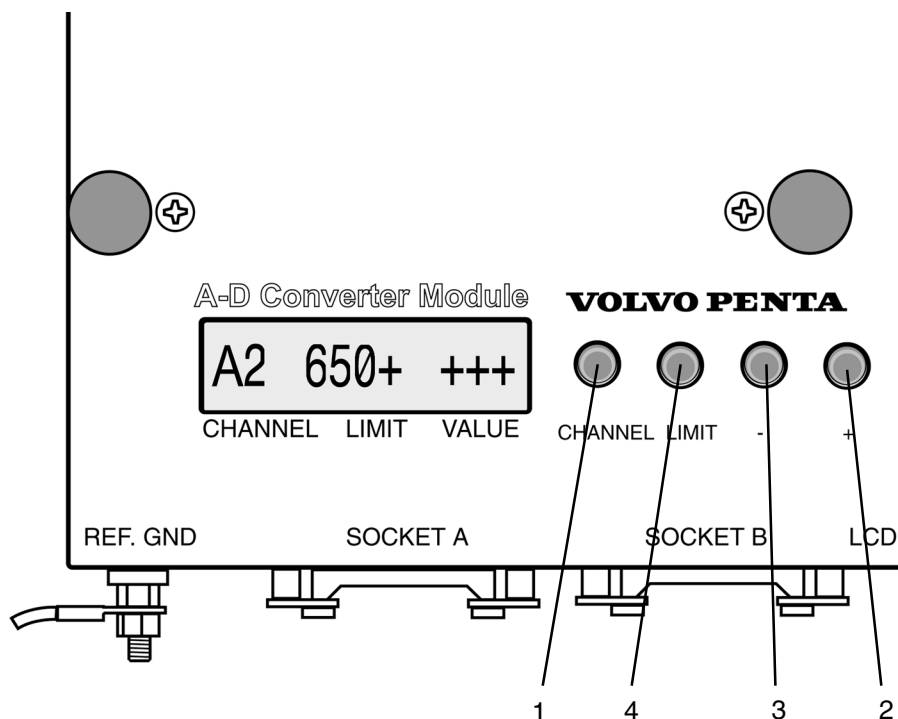 A-D Converter Module
VOLVO PENTA
A2 650+ +++
CHANNEL LIMIT VALUE
CHANNEL LIMIT - +
REF. GND SOCKET A SOCKET B LCD
1 4 3 2